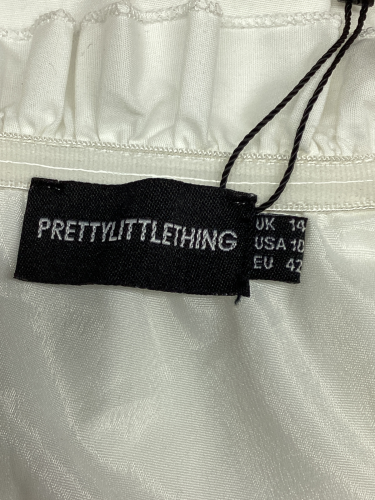 PRETTYLITTLETHING
UK 14
USA 10
EU 42